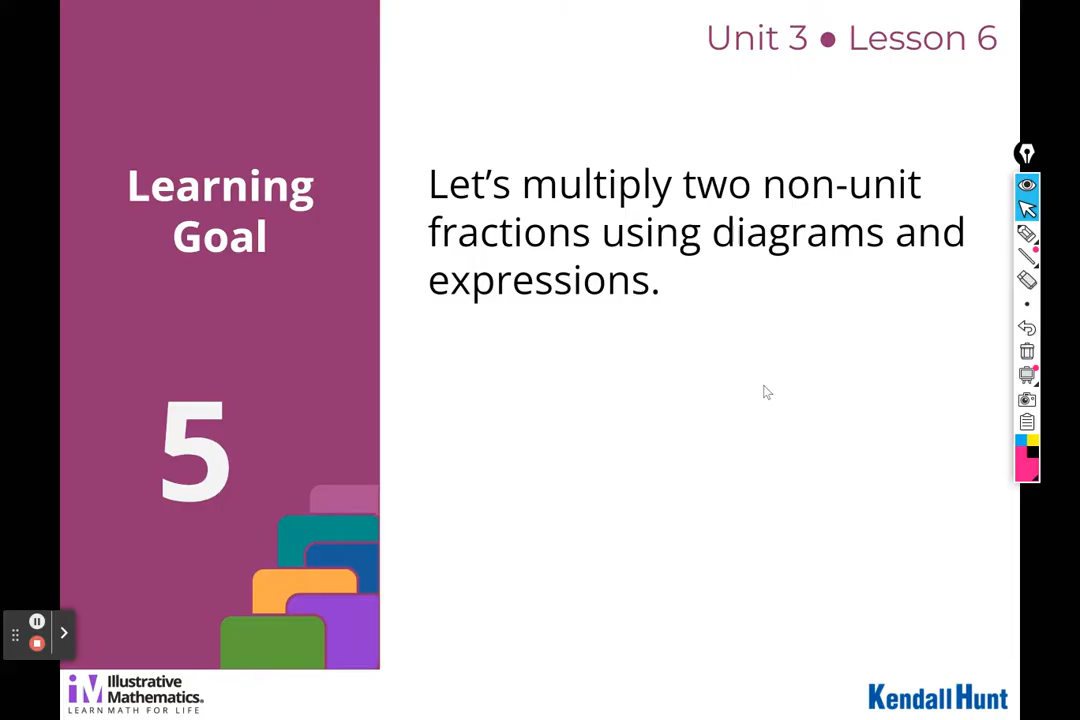 Unit 3 ● Lesson 6
Learning
Goal
Let's multiply two non-unit
fractions using diagrams and
expressions.
5
iM Illustrative
Mathematics®
LEARN MATH FOR LIFE
Kendall Hunt